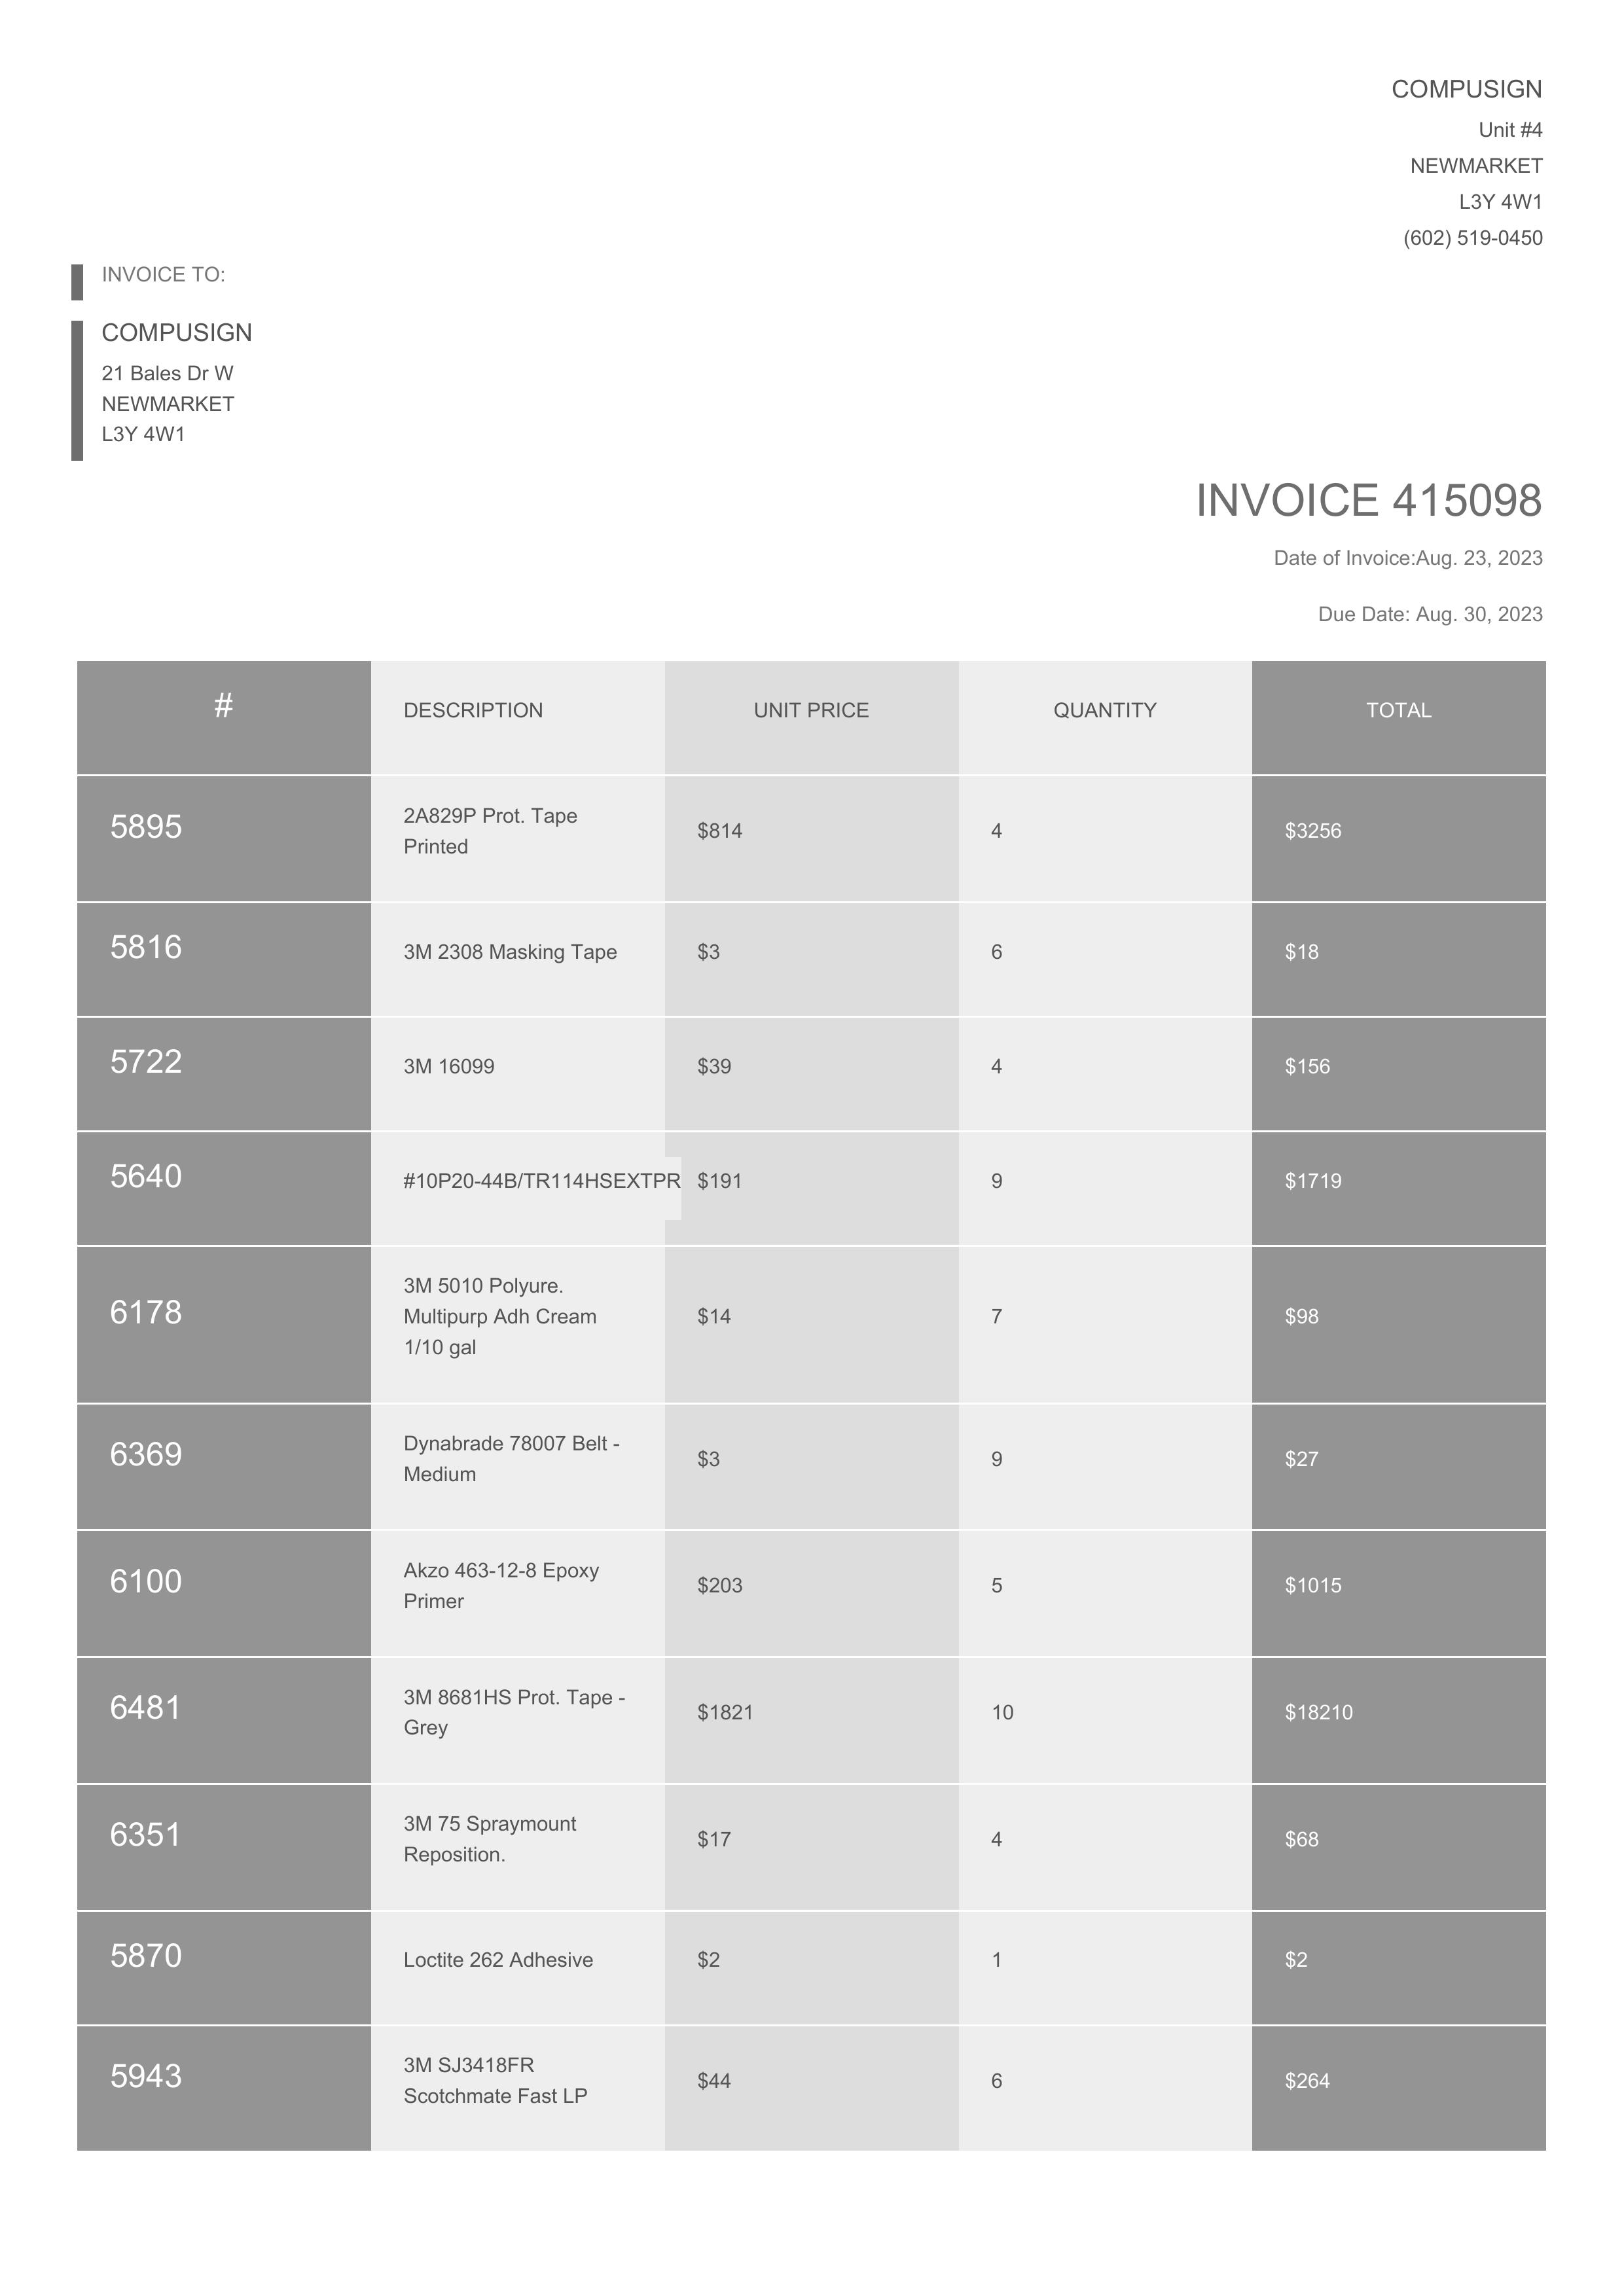 COMPUSIGN
Unit #4
NEWMARKET
L3Y 4W1
(602) 519-0450
INVOICE TO:
COMPUSIGN
21 Bales Dr W
NEWMARKET
L3Y 4W1
INVOICE 415098
Date of Invoice:Aug. 23, 2023
Due Date: Aug. 30, 2023
# DESCRIPTION UNIT PRICE QUANTITY TOTAL
5895 2A829P Prot. Tape
Printed $814 4 $3256
5816 3M 2308 Masking Tape $3 6 $18
5722 3M 16099 $39 4 $156
5640 #10P20-44B/TR114HSEXTPR $191 9 $1719
6178 3M 5010 Polyure.
Multipurp Adh Cream
1/10 gal $14 7 $98
6369 Dynabrade 78007 Belt -
Medium $3 9 $27
6100 Akzo 463-12-8 Epoxy
Primer $203 5 $1015
6481 3M 8681HS Prot. Tape -
Grey $1821 10 $18210
6351 3M 75 Spraymount
Reposition. $17 4 $68
5870 Loctite 262 Adhesive $2 1 $2
5943 3M SJ3418FR
Scotchmate Fast LP $44 6 $264